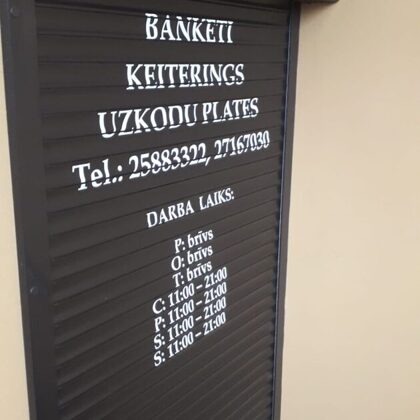 BANKETI
KEITERINGS
UZKODU PLATES
Tel.: 25883322, 27167030
DARBA LAIKS:
P: brīvs
O: brīvs
T: brīvs
C: 11:00 – 21:00
P: 11:00 – 21:00
S: 11:00 – 21:00
S: 11:00 – 21:00